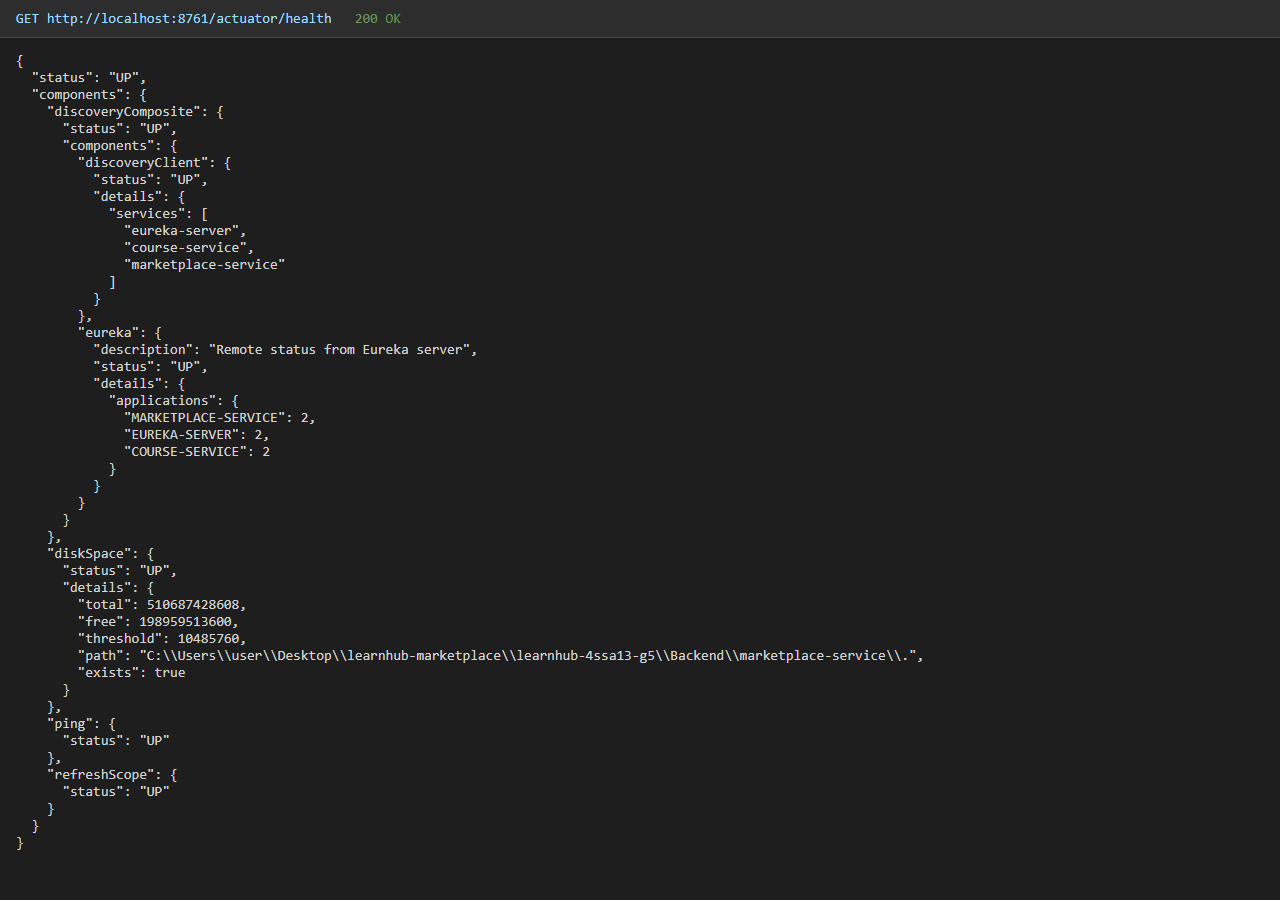 GET http://localhost:8761/actuator/health 200 OK
{
  "status": "UP",
  "components": {
    "discoveryComposite": {
      "status": "UP",
      "components": {
        "discoveryClient": {
          "status": "UP",
          "details": {
            "services": [
              "eureka-server",
              "course-service",
              "marketplace-service"
            ]
          }
        },
        "eureka": {
          "description": "Remote status from Eureka server",
          "status": "UP",
          "details": {
            "applications": {
              "MARKETPLACE-SERVICE": 2,
              "EUREKA-SERVER": 2,
              "COURSE-SERVICE": 2
            }
          }
        }
      }
    },
    "diskSpace": {
      "status": "UP",
      "details": {
        "total": 510687428608,
        "free": 198959513600,
        "threshold": 10485760,
        "path": "C:\\Users\\user\\Desktop\\learnhub-marketplace\\learnhub-4ssa13-g5\\Backend\\marketplace-service\\.",
        "exists": true
      }
    },
    "ping": {
      "status": "UP"
    },
    "refreshScope": {
      "status": "UP"
    }
  }
}